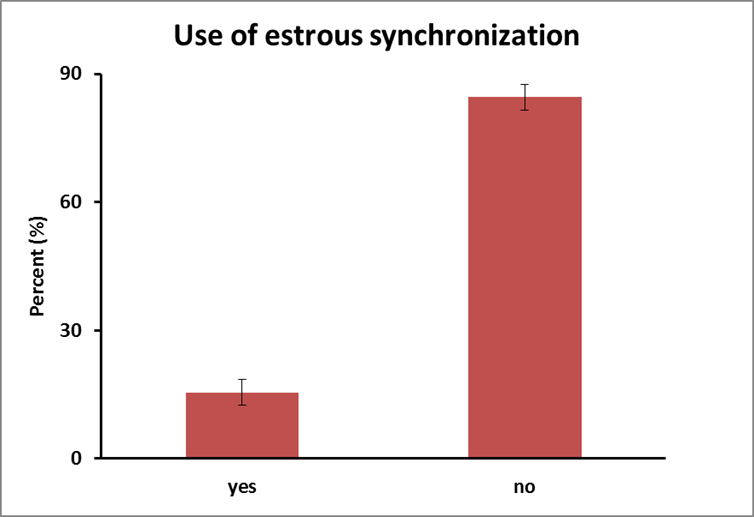 Use of estrous synchronization
90
60
30
0
Percent (%)
yes
no